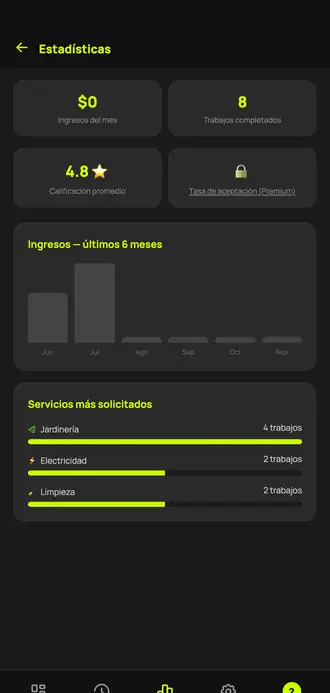 Estadísticas
$0
Ingresos del mes
8
Trabajos completados
4.8
Calificación promedio
Tasa de aceptación (Premium)
Ingresos — últimos 6 meses
Jun Jul Ago Sep Oct Nov
Servicios más solicitados
Jardinería 4 trabajos
Electricidad 2 trabajos
Limpieza 2 trabajos